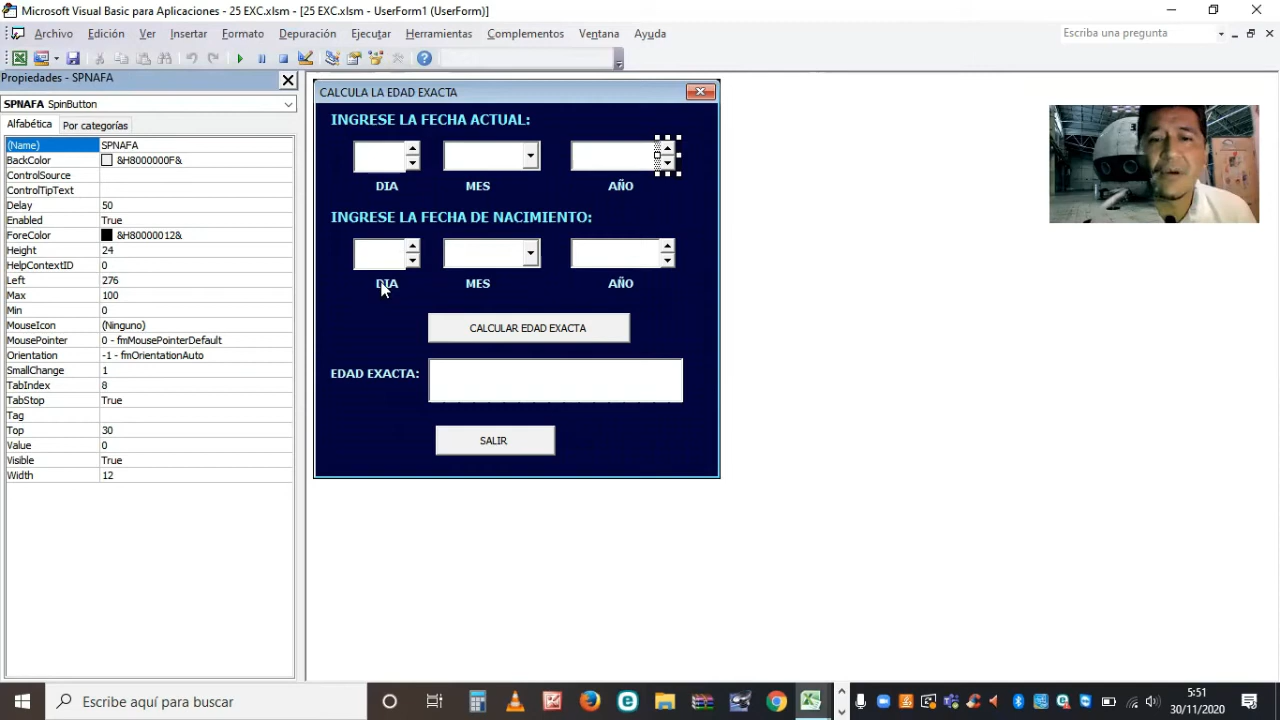 Microsoft Visual Basic para Aplicaciones - 25 EXC.xlsm - [25 EXC.xlsm - UserForm1 (UserForm)]
Archivo Edición Ver Insertar Formato Depuración Ejecutar Herramientas Complementos Ventana Ayuda
Escriba una pregunta
Propiedades - SPNAFA
SPNAFA SpinButton
Alfabética Por categorías
(Name) SPNAFA
BackColor &H8000000F&
ControlSource
ControlTipText
Delay 50
Enabled True
ForeColor &H80000012&
Height 24
HelpContextID 0
Left 276
Max 100
Min 0
MouseIcon (Ninguno)
MousePointer 0 - fmMousePointerDefault
Orientation -1 - fmOrientationAuto
SmallChange 1
TabIndex 8
TabStop True
Tag
Top 30
Value 0
Visible True
Width 12
CALCULA LA EDAD EXACTA
INGRESE LA FECHA ACTUAL:
DIA MES AÑO
INGRESE LA FECHA DE NACIMIENTO:
DIA MES AÑO
CALCULAR EDAD EXACTA
EDAD EXACTA:
SALIR
Escribe aquí para buscar
5:51
30/11/2020